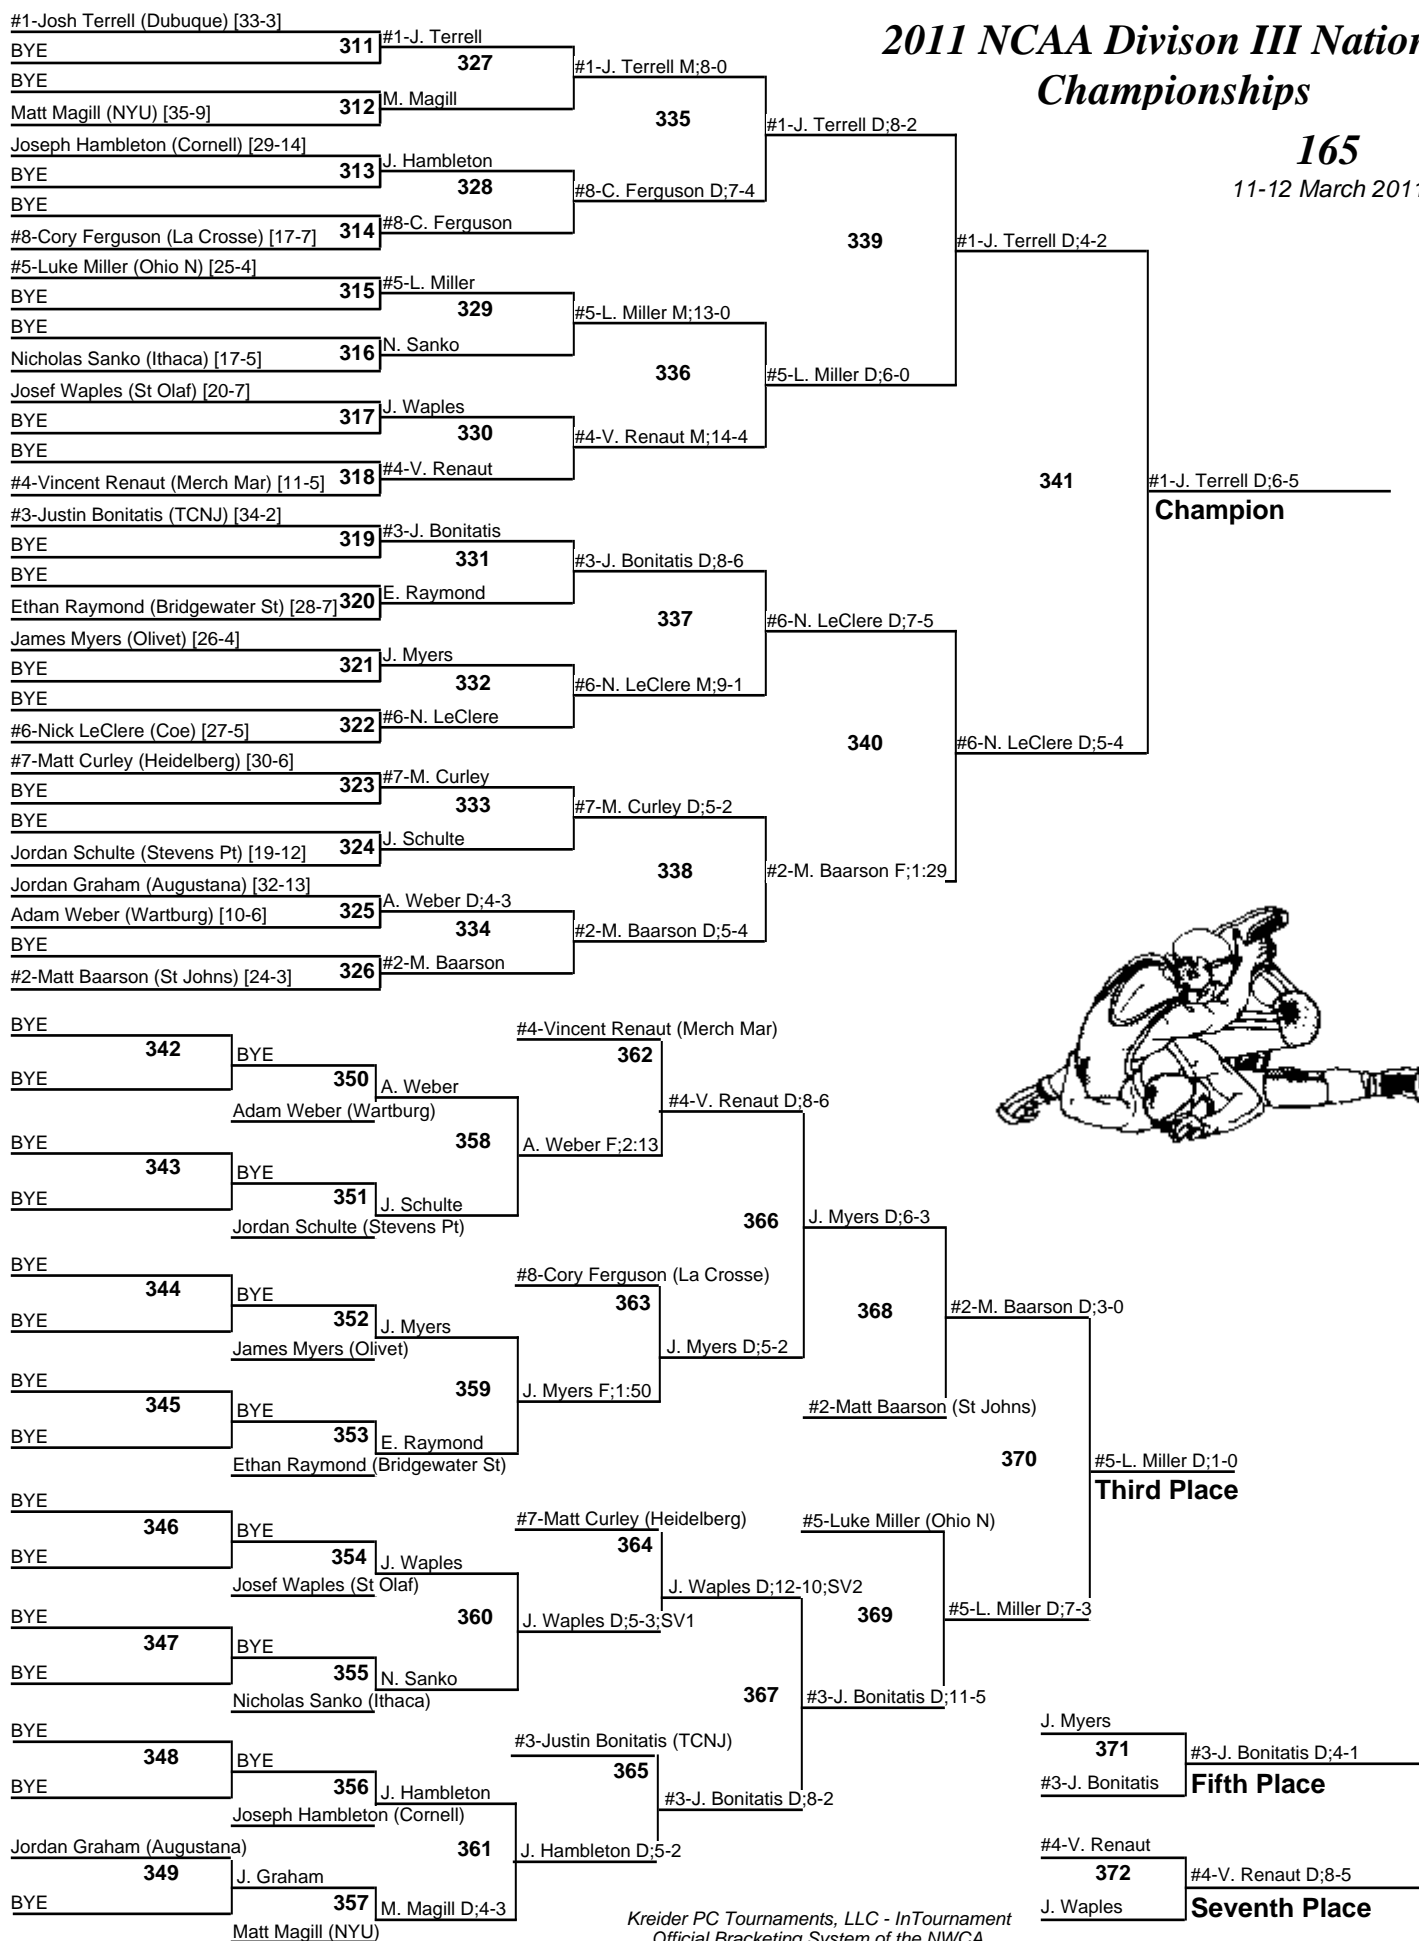 #1-Josh Terrell (Dubuque) [33-3]
BYE
311
#1-J. Terrell
327
BYE
Matt Magill (NYU) [35-9]
312
M. Magill
#1-J. Terrell M;8-0
335
Joseph Hambleton (Cornell) [29-14]
BYE
313
J. Hambleton
328
BYE
#8-Cory Ferguson (La Crosse) [17-7]
314
#8-C. Ferguson
#8-C. Ferguson D;7-4
#1-J. Terrell D;8-2
339
#5-Luke Miller (Ohio N) [25-4]
BYE
315
#5-L. Miller
329
BYE
Nicholas Sanko (Ithaca) [17-5]
316
N. Sanko
#5-L. Miller M;13-0
336
Josef Waples (St Olaf) [20-7]
BYE
317
J. Waples
330
BYE
#4-Vincent Renaut (Merch Mar) [11-5]
318
#4-V. Renaut
#4-V. Renaut M;14-4
#5-L. Miller D;6-0
#1-J. Terrell D;4-2
341
#1-J. Terrell D;6-5
Champion
#3-Justin Bonitatis (TCNJ) [34-2]
BYE
319
#3-J. Bonitatis
331
BYE
Ethan Raymond (Bridgewater St) [28-7]
320
E. Raymond
#3-J. Bonitatis D;8-6
337
James Myers (Olivet) [26-4]
BYE
321
J. Myers
332
BYE
#6-Nick LeClere (Coe) [27-5]
322
#6-N. LeClere
#6-N. LeClere M;9-1
#6-N. LeClere D;7-5
340
#6-N. LeClere D;5-4
#7-Matt Curley (Heidelberg) [30-6]
BYE
323
#7-M. Curley
333
BYE
Jordan Schulte (Stevens Pt) [19-12]
324
J. Schulte
#7-M. Curley D;5-2
338
Jordan Graham (Augustana) [32-13]
Adam Weber (Wartburg) [10-6]
325
A. Weber D;4-3
334
BYE
#2-Matt Baarson (St Johns) [24-3]
326
#2-M. Baarson
#2-M. Baarson D;5-4
#2-M. Baarson F;1:29
2011 NCAA Divison III Nation
Championships
165
11-12 March 2011
BYE
342
BYE
BYE
350
Adam Weber (Wartburg)
A. Weber
358
BYE
343
BYE
BYE
351
Jordan Schulte (Stevens Pt)
J. Schulte
#4-Vincent Renaut (Merch Mar)
362
A. Weber F;2:13
#4-V. Renaut D;8-6
366
BYE
344
BYE
BYE
352
James Myers (Olivet)
J. Myers
359
BYE
345
BYE
BYE
353
Ethan Raymond (Bridgewater St)
E. Raymond
#8-Cory Ferguson (La Crosse)
363
J. Myers F;1:50
J. Myers D;5-2
J. Myers D;6-3
368
#2-Matt Baarson (St Johns)
#2-M. Baarson D;3-0
370
#5-L. Miller D;1-0
Third Place
BYE
346
BYE
BYE
354
Josef Waples (St Olaf)
J. Waples
360
BYE
347
BYE
BYE
355
Nicholas Sanko (Ithaca)
N. Sanko
#7-Matt Curley (Heidelberg)
364
J. Waples D;5-3;SV1
J. Waples D;12-10;SV2
367
#5-Luke Miller (Ohio N)
369
#5-L. Miller D;7-3
#3-J. Bonitatis D;11-5
BYE
348
BYE
BYE
356
Joseph Hambleton (Cornell)
J. Hambleton
361
Jordan Graham (Augustana)
349
BYE
J. Graham
357
Matt Magill (NYU)
M. Magill D;4-3
#3-Justin Bonitatis (TCNJ)
365
J. Hambleton D;5-2
#3-J. Bonitatis D;8-2
J. Myers
371
#3-J. Bonitatis
#3-J. Bonitatis D;4-1
Fifth Place
#4-V. Renaut
372
J. Waples
#4-V. Renaut D;8-5
Seventh Place
Kreider PC Tournaments, LLC - InTournament
Official Bracketing System of the NWCA